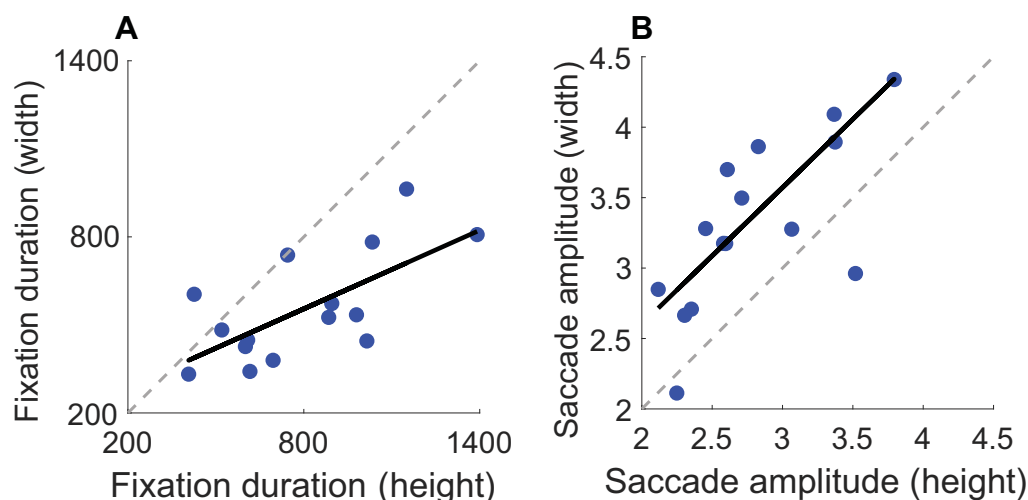 A
Fixation duration (width)
1400
800
200
200 800 1400
Fixation duration (height)
B
Saccade amplitude (width)
4.5
4
3.5
3
2.5
2
2 2.5 3 3.5 4 4.5
Saccade amplitude (height)